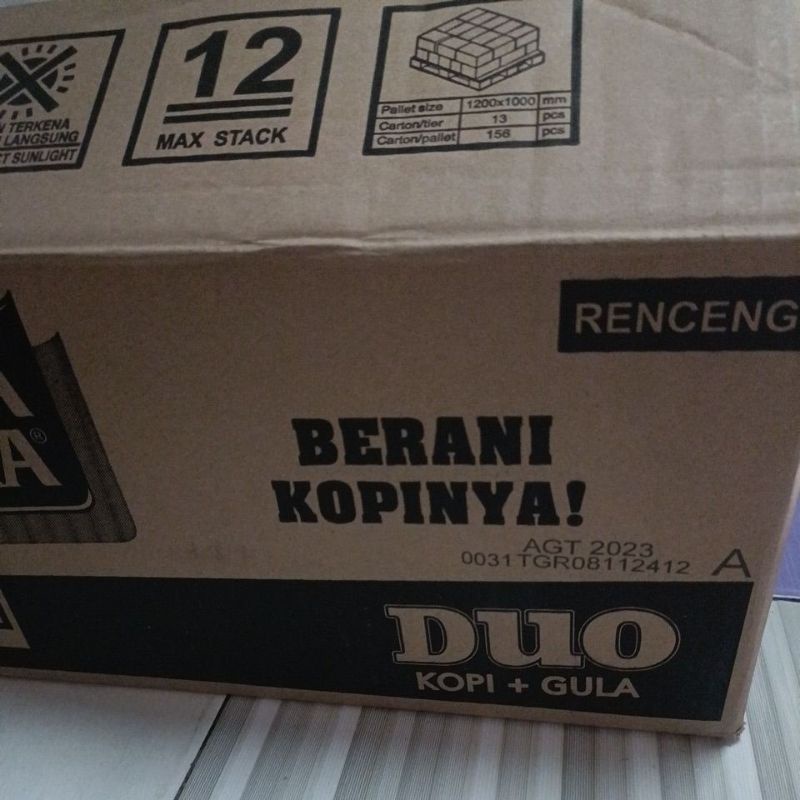 TERKENA
LANGSUNG
SUNLIGHT
12
MAX STACK
Pallet size 1200x1000 mm
Carton/tier 13 pcs
Carton/pallet 156 pcs
RENCENG
A
A®
BERANI
KOPINYA!
AGT 2023
0031TGR08112412 A
DUO
KOPI + GULA